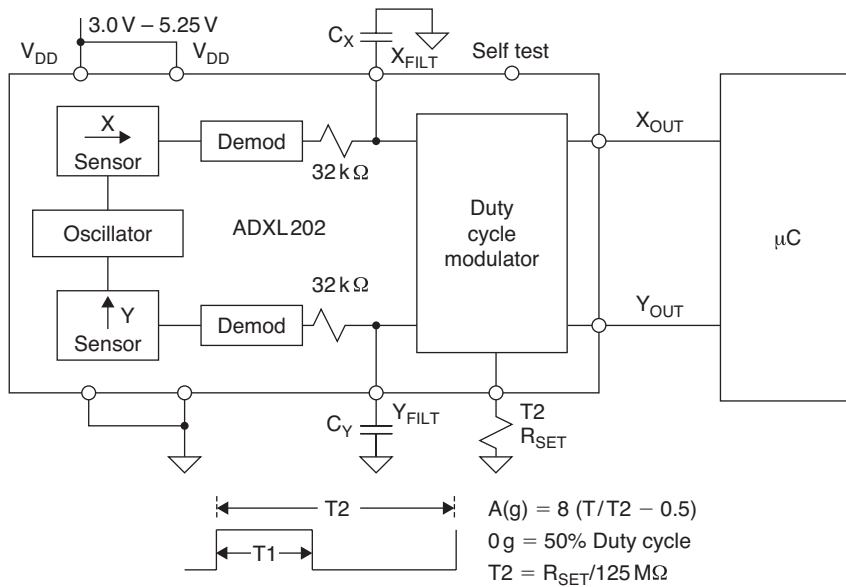 3.0 V – 5.25 V
V_DD
V_DD
C_X
X_FILT
Self test
X
Sensor
Demod
32 kΩ
X_OUT
Oscillator
ADXL202
Duty
cycle
modulator
μC
32 kΩ
Y
Sensor
Demod
Y_OUT
C_Y
Y_FILT
T2
R_SET
T2
T1
A(g) = 8 (T/T2 − 0.5)
0 g = 50% Duty cycle
T2 = R_SET/125 MΩ